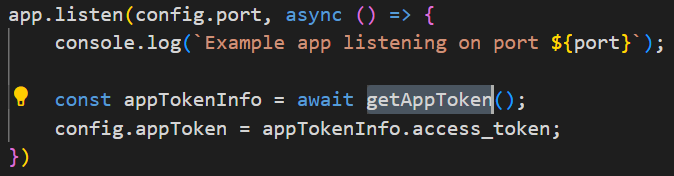 app.listen(config.port, async () => {
    console.log(`Example app listening on port ${port}`);
    const appTokenInfo = await getAppToken();
    config.appToken = appTokenInfo.access_token;
})